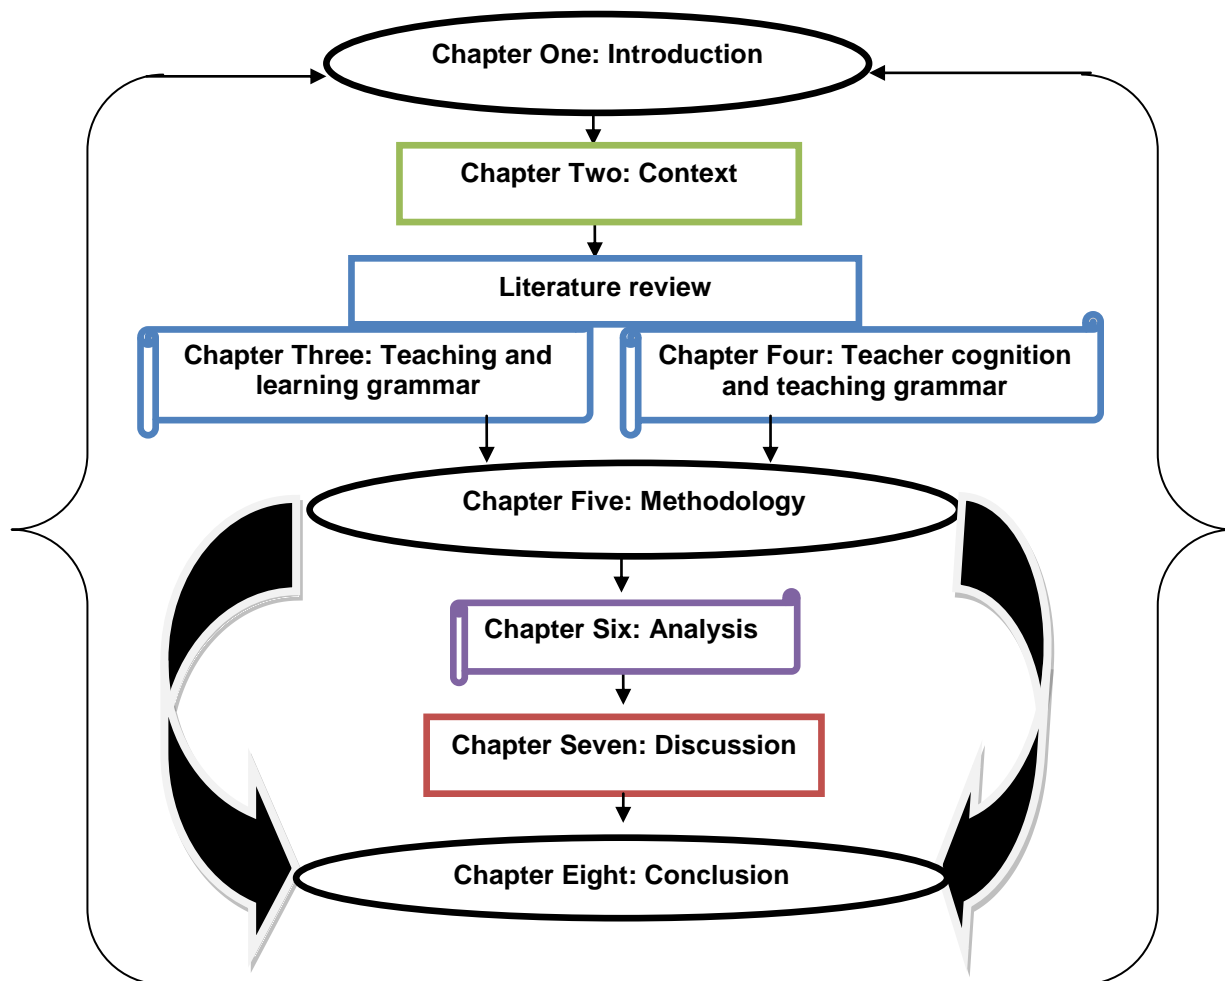 Chapter One: Introduction
Chapter Two: Context
Literature review
Chapter Three: Teaching and
learning grammar
Chapter Four: Teacher cognition
and teaching grammar
Chapter Five: Methodology
Chapter Six: Analysis
Chapter Seven: Discussion
Chapter Eight: Conclusion